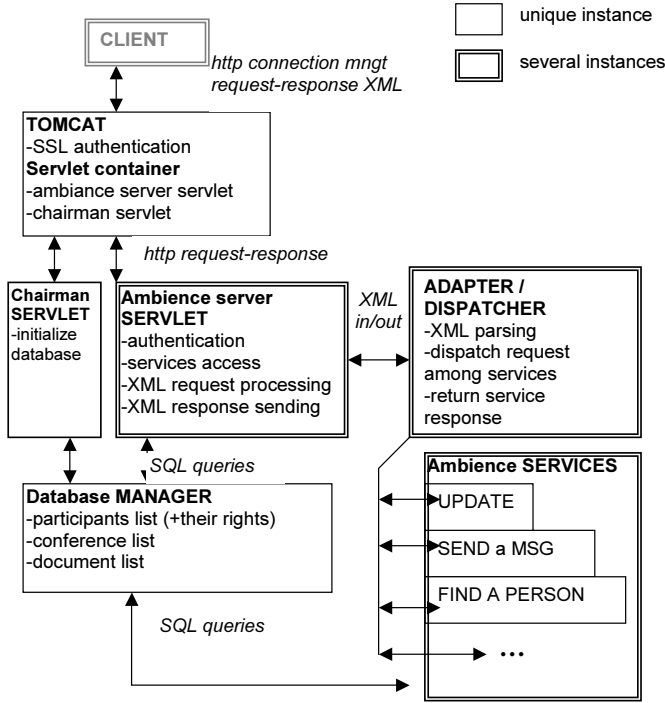 unique instance
several instances
CLIENT
http connection mngt
request-response XML
TOMCAT
-SSL authentication
Servlet container
-ambiance server servlet
-chairman servlet
http request-response
Chairman
SERVLET
-initialize
database
Ambience server
SERVLET
-authentication
-services access
-XML request processing
-XML response sending
XML
in/out
ADAPTER /
DISPATCHER
-XML parsing
-dispatch request
among services
-return service
response
SQL queries
Database MANAGER
-participants list (+their rights)
-conference list
-document list
SQL queries
Ambience SERVICES
UPDATE
SEND a MSG
FIND A PERSON
...